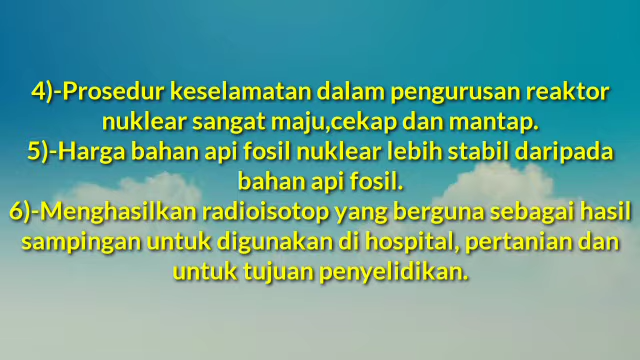 4)-Prosedur keselamatan dalam pengurusan reaktor
nuklear sangat maju,cekap dan mantap.
5)-Harga bahan api fosil nuklear lebih stabil daripada
bahan api fosil.
6)-Menghasilkan radioisotop yang berguna sebagai hasil
sampingan untuk digunakan di hospital, pertanian dan
untuk tujuan penyelidikan.